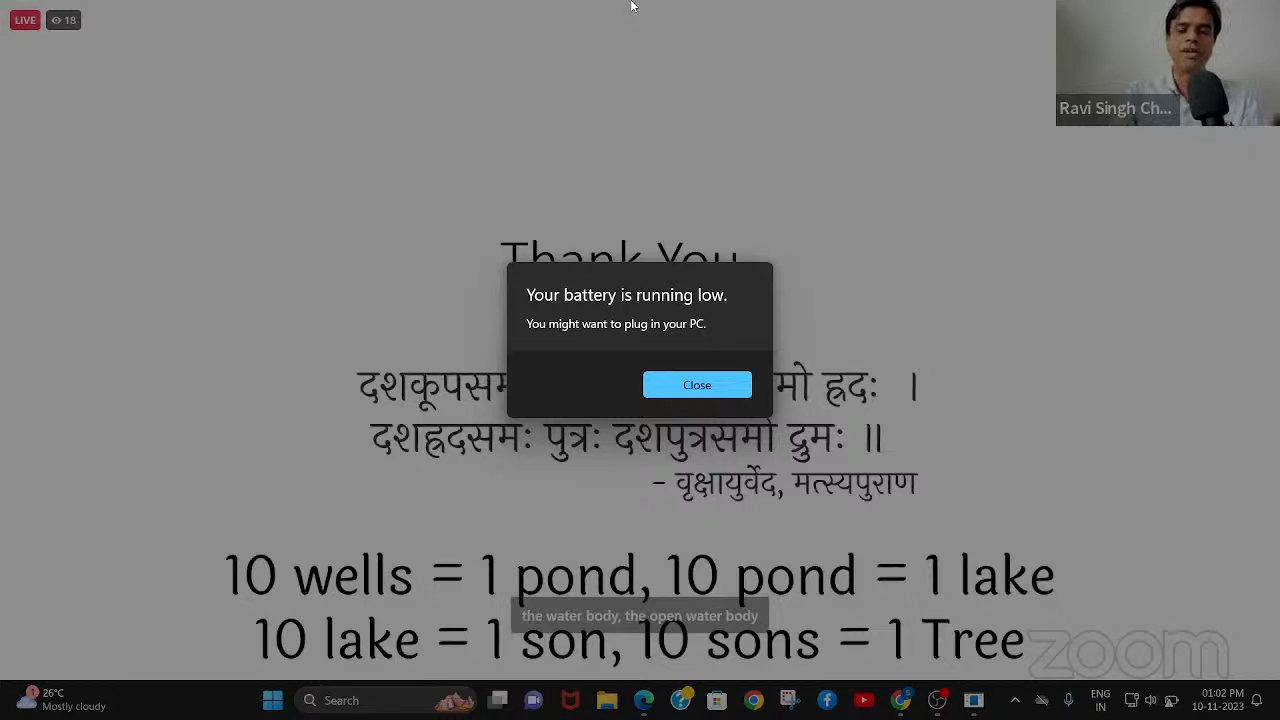 LIVE 18
Ravi Singh Ch...
Thank You
Your battery is running low.
You might want to plug in your PC.
Close
दशकूपसम मो ह्रदः ।
दशह्रदसमः पुत्रः दशपुत्रसमो द्रुमः ॥
- वृक्षायुर्वेद, मत्स्यपुराण
10 wells = 1 pond, 10 pond = 1 lake
the water body, the open water body
10 lake = 1 son, 10 sons = 1 Tree
zoom
1 26°C
Mostly cloudy
Search
ENG
IN
01:02 PM
10-11-2023